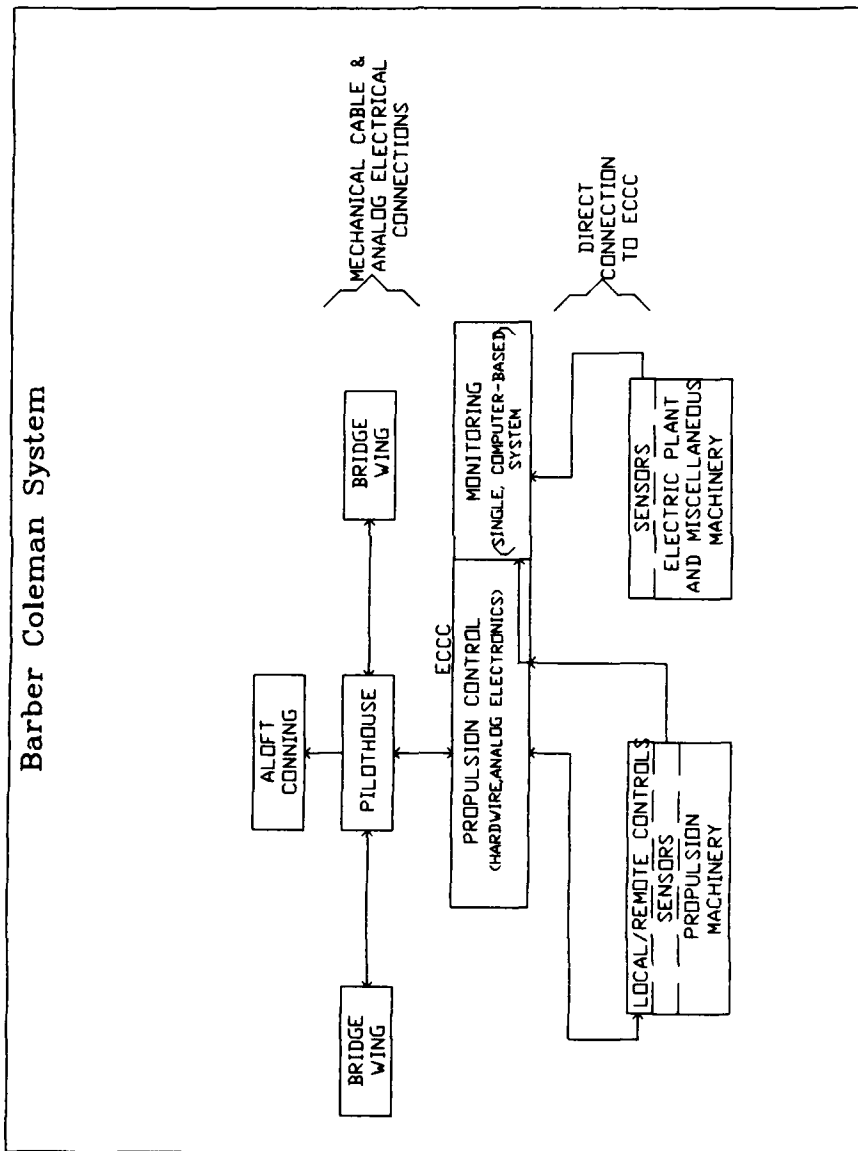 Barber Coleman System
ALOFT
CONNING
BRIDGE
WING
PILOTHOUSE
BRIDGE
WING
MECHANICAL CABLE &
ANALOG ELECTRICAL
CONNECTIONS
ECCC
PROPULSION CONTROL
(HARDWIRE,ANALOG ELECTRONICS)
MONITORING
(SINGLE, COMPUTER-BASED)
SYSTEM
DIRECT
CONNECTION
TO ECCC
LOCAL/REMOTE CONTROLS
SENSORS
PROPULSION
MACHINERY
SENSORS
ELECTRIC PLANT
AND MISCELLANEOUS
MACHINERY